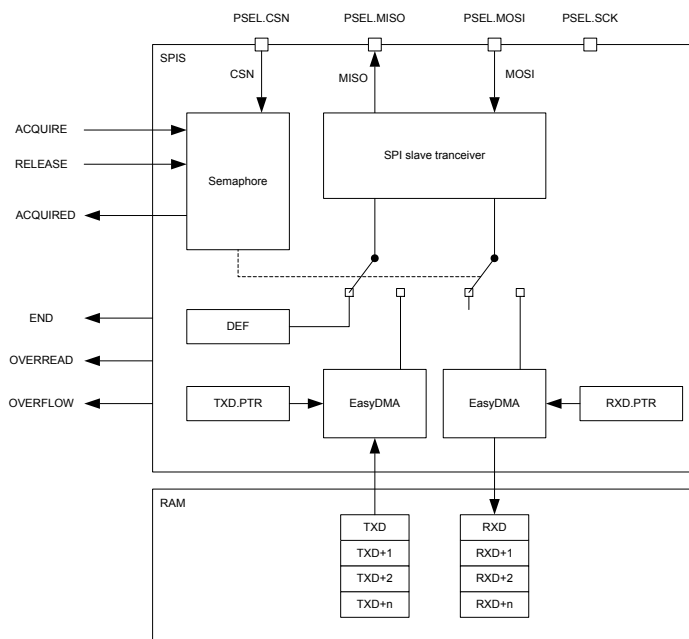 PSEL.CSN PSEL.MISO PSEL.MOSI PSEL.SCK
SPIS
CSN MISO MOSI
ACQUIRE
RELEASE
ACQUIRED
Semaphore
SPI slave tranceiver
END
OVERREAD
OVERFLOW
DEF
TXD.PTR EasyDMA EasyDMA RXD.PTR
RAM
TXD RXD
TXD+1 RXD+1
TXD+2 RXD+2
TXD+n RXD+n